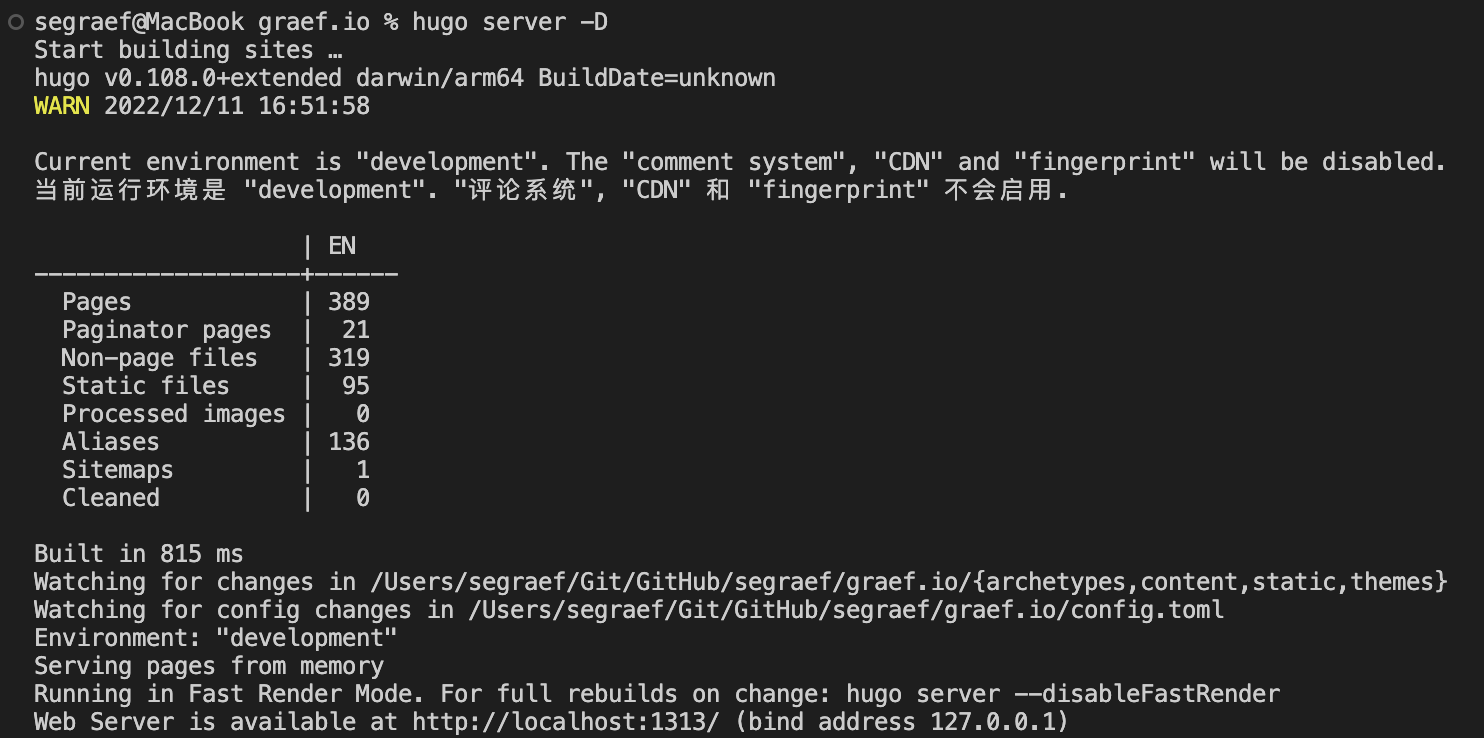 segraef@MacBook graef.io % hugo server -D
Start building sites …
hugo v0.108.0+extended darwin/arm64 BuildDate=unknown
WARN 2022/12/11 16:51:58
Current environment is "development". The "comment system", "CDN" and "fingerprint" will be disabled.
当前运行环境是 "development". "评论系统", "CDN" 和 "fingerprint" 不会启用.
                   | EN
-------------------+------
  Pages            | 389
  Paginator pages  |  21
  Non-page files   | 319
  Static files     |  95
  Processed images |   0
  Aliases          | 136
  Sitemaps         |   1
  Cleaned          |   0
Built in 815 ms
Watching for changes in /Users/segraef/Git/GitHub/segraef/graef.io/{archetypes,content,static,themes}
Watching for config changes in /Users/segraef/Git/GitHub/segraef/graef.io/config.toml
Environment: "development"
Serving pages from memory
Running in Fast Render Mode. For full rebuilds on change: hugo server --disableFastRender
Web Server is available at http://localhost:1313/ (bind address 127.0.0.1)